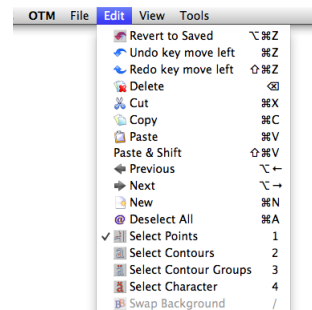 OTM File Edit View Tools
Revert to Saved ⌥⌘Z
Undo key move left ⌘Z
Redo key move left ⇧⌘Z
Delete ⌫
Cut ⌘X
Copy ⌘C
Paste ⌘V
Paste & Shift ⇧⌘V
Previous ⌥←
Next ⌥→
New ⌘N
Deselect All ⌘A
✓ Select Points 1
Select Contours 2
Select Contour Groups 3
Select Character 4
Swap Background /